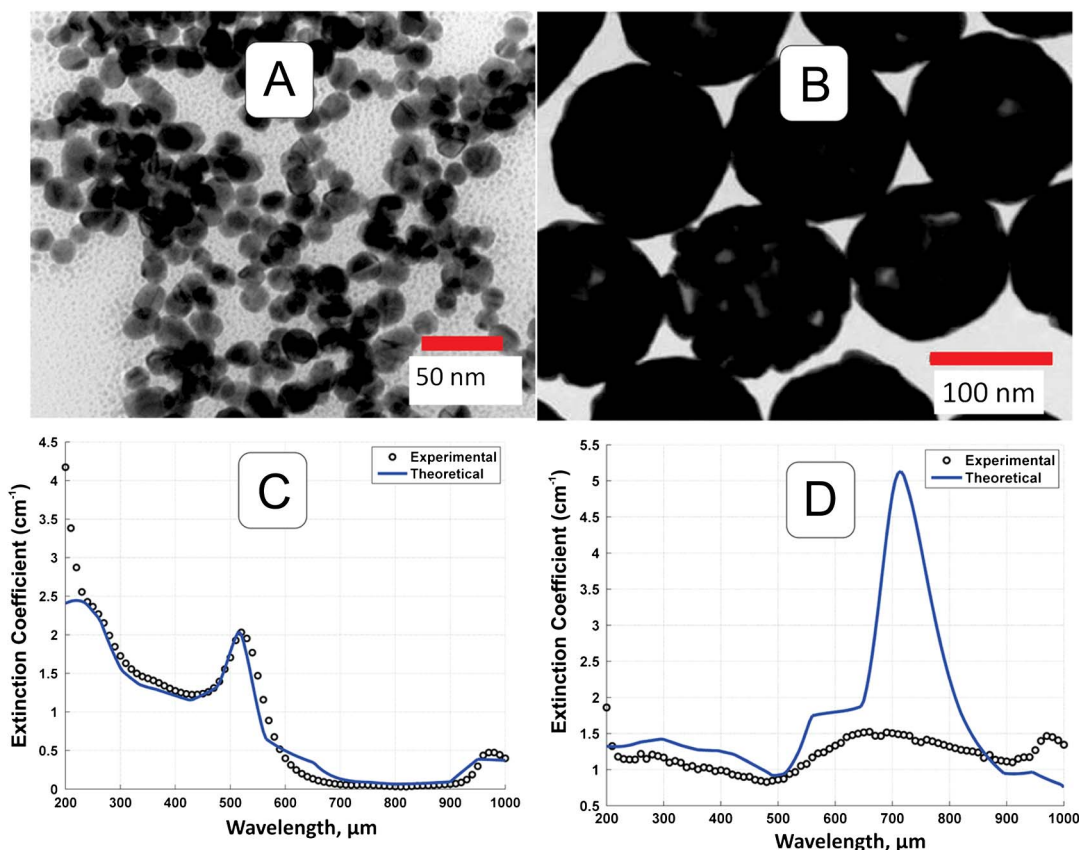 A
B
50 nm
100 nm
4.5
4
3.5
3
2.5
2
1.5
1
0.5
0
Extinction Coefficient (cm⁻¹)
C
Experimental
Theoretical
200 300 400 500 600 700 800 900 1000
Wavelength, μm
5.5
5
4.5
4
3.5
3
2.5
2
1.5
1
0.5
Extinction Coefficient (cm⁻¹)
D
Experimental
Theoretical
200 300 400 500 600 700 800 900 1000
Wavelength, μm